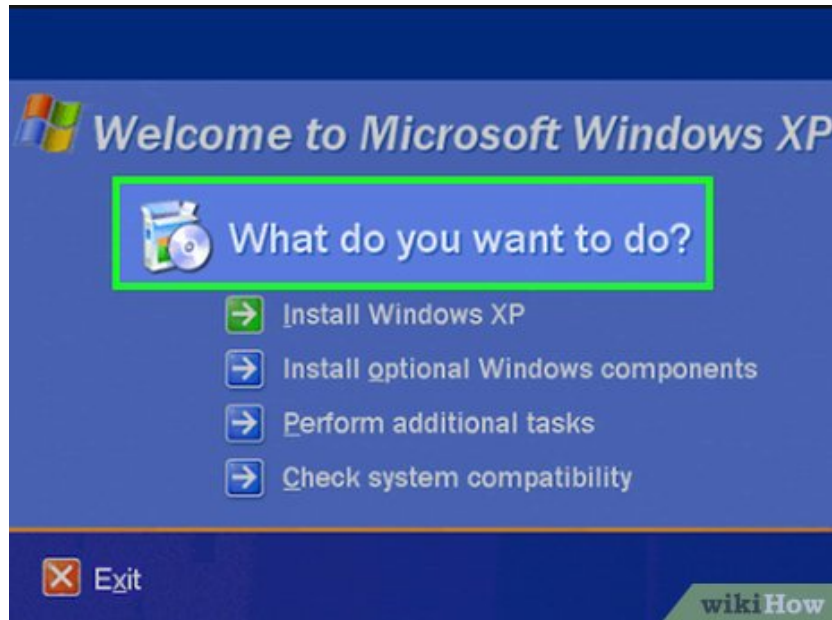 Welcome to Microsoft Windows XP
What do you want to do?
Install Windows XP
Install optional Windows components
Perform additional tasks
Check system compatibility
Exit
wikiHow